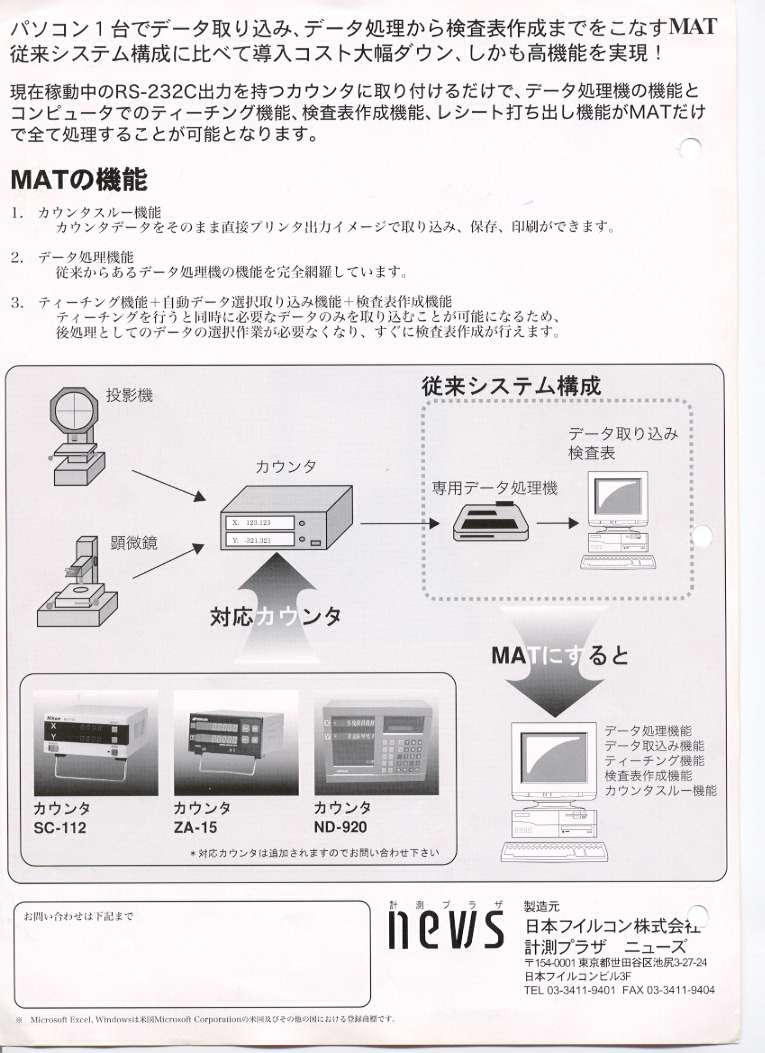 パソコン１台でデータ取り込み、データ処理から検査表作成までをこなすMAT
従来システム構成に比べて導入コスト大幅ダウン、しかも高機能を実現！
現在稼動中のRS-232C出力を持つカウンタに取り付けるだけで、データ処理機の機能と
コンピュータでのティーチング機能、検査表作成機能、レシート打ち出し機能がMATだけ
で全て処理することが可能となります。
MATの機能
1. カウンタスルー機能
カウンタデータをそのまま直接プリンタ出力イメージで取り込み、保存、印刷ができます。
2. データ処理機能
従来からあるデータ処理機の機能を完全網羅しています。
3. ティーチング機能＋自動データ選択取り込み機能＋検査表作成機能
ティーチングを行うと同時に必要なデータのみを取り込むことが可能になるため、
後処理としてのデータの選択作業が必要なくなり、すぐに検査表作成が行えます。
従来システム構成
投影機
データ取り込み
検査表
カウンタ
専用データ処理機
X: 123.123
Y: -321.321
顕微鏡
対応カウンタ
MATにすると
データ処理機能
データ取込み機能
ティーチング機能
検査表作成機能
カウンタスルー機能
Nikon
X
Y
カウンタ
SC-112
カウンタ
ZA-15
カウンタ
ND-920
＊対応カウンタは追加されますのでお問い合わせ下さい
お問い合わせは下記まで
計測プラザ
news
製造元
日本フイルコン株式会社
計測プラザ　ニューズ
〒154-0001 東京都世田谷区池尻3-27-24
日本フイルコンビル3F
TEL 03-3411-9401 FAX 03-3411-9404
※ Microsoft Excel, Windowsは米国Microsoft Corporationの米国及びその他の国における登録商標です。